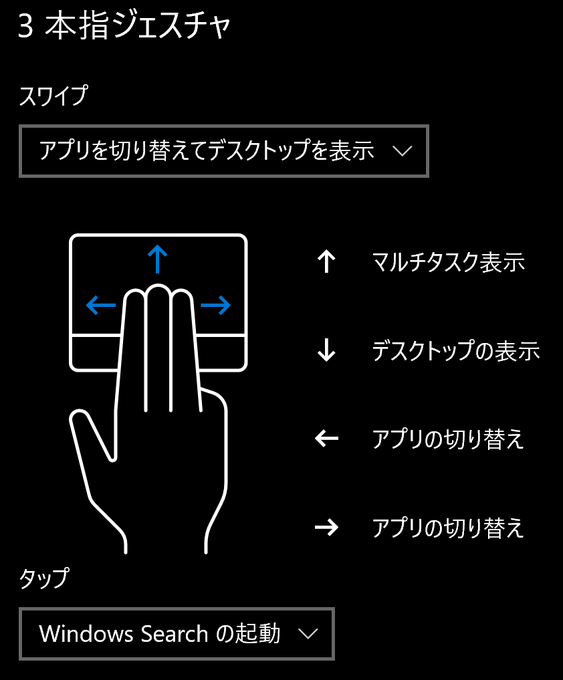 3 本指ジェスチャ
スワイプ
アプリを切り替えてデスクトップを表示
↑ マルチタスク表示
↓ デスクトップの表示
← アプリの切り替え
→ アプリの切り替え
タップ
Windows Search の起動